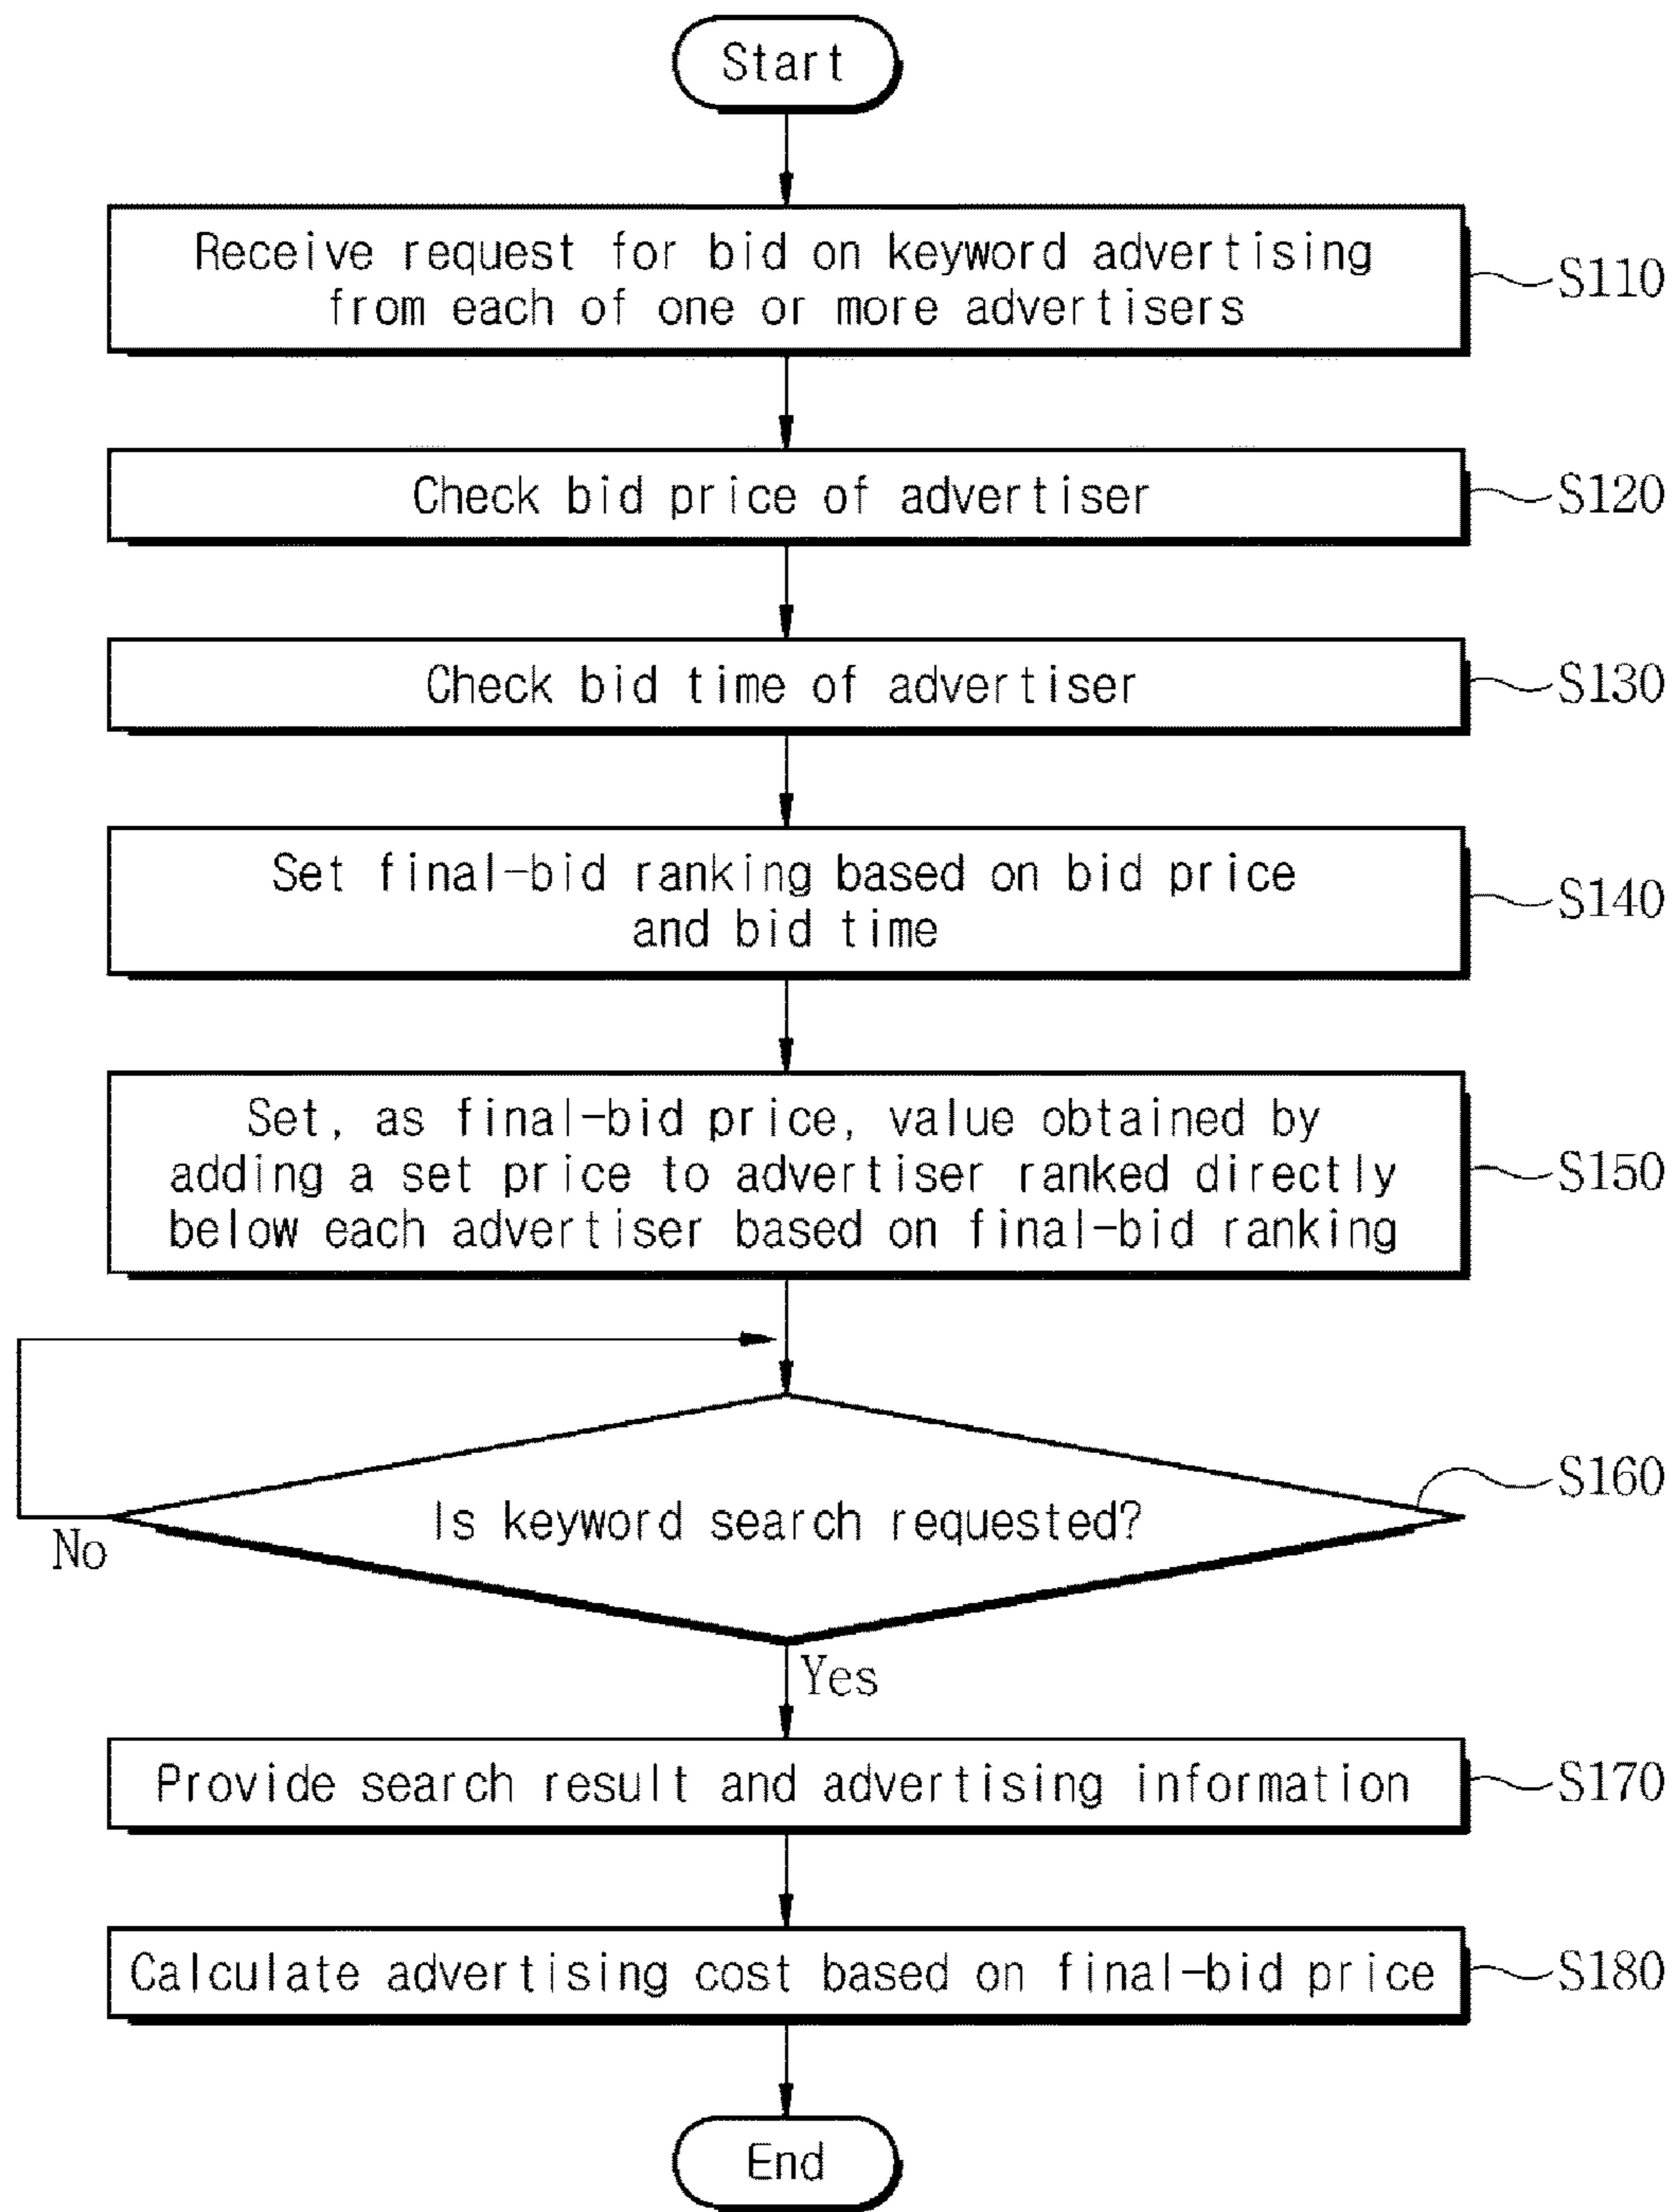 Start
Receive request for bid on keyword advertising
from each of one or more advertisers
S110
Check bid price of advertiser
S120
Check bid time of advertiser
S130
Set final-bid ranking based on bid price
and bid time
S140
Set, as final-bid price, value obtained by
adding a set price to advertiser ranked directly
below each advertiser based on final-bid ranking
S150
Is keyword search requested?
S160
No
Yes
Provide search result and advertising information
S170
Calculate advertising cost based on final-bid price
S180
End